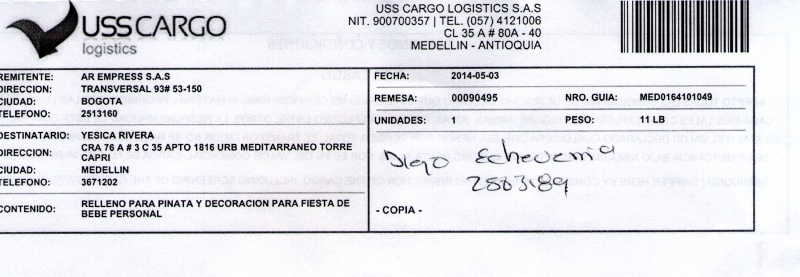 USSCARGO
logistics
USS CARGO LOGISTICS S.A.S
NIT. 900700357 | TEL. (057) 4121006
CL 35 A # 80A - 40
MEDELLIN - ANTIOQUIA
REMITENTE: AR EMPRESS S.A.S
DIRECCION: TRANSVERSAL 93# 53-150
CIUDAD: BOGOTA
TELEFONO: 2513160
DESTINATARIO: YESICA RIVERA
DIRECCION: CRA 76 A # 3 C 35 APTO 1816 URB MEDITARRANEO TORRE
CAPRI
CIUDAD: MEDELLIN
TELEFONO: 3671202
CONTENIDO: RELLENO PARA PINATA Y DECORACION PARA FIESTA DE
BEBE PERSONAL
FECHA: 2014-05-03
REMESA: 00090495 NRO. GUIA: MED0164101049
UNIDADES: 1 PESO: 11 LB
Diego Echeverria
- COPIA -